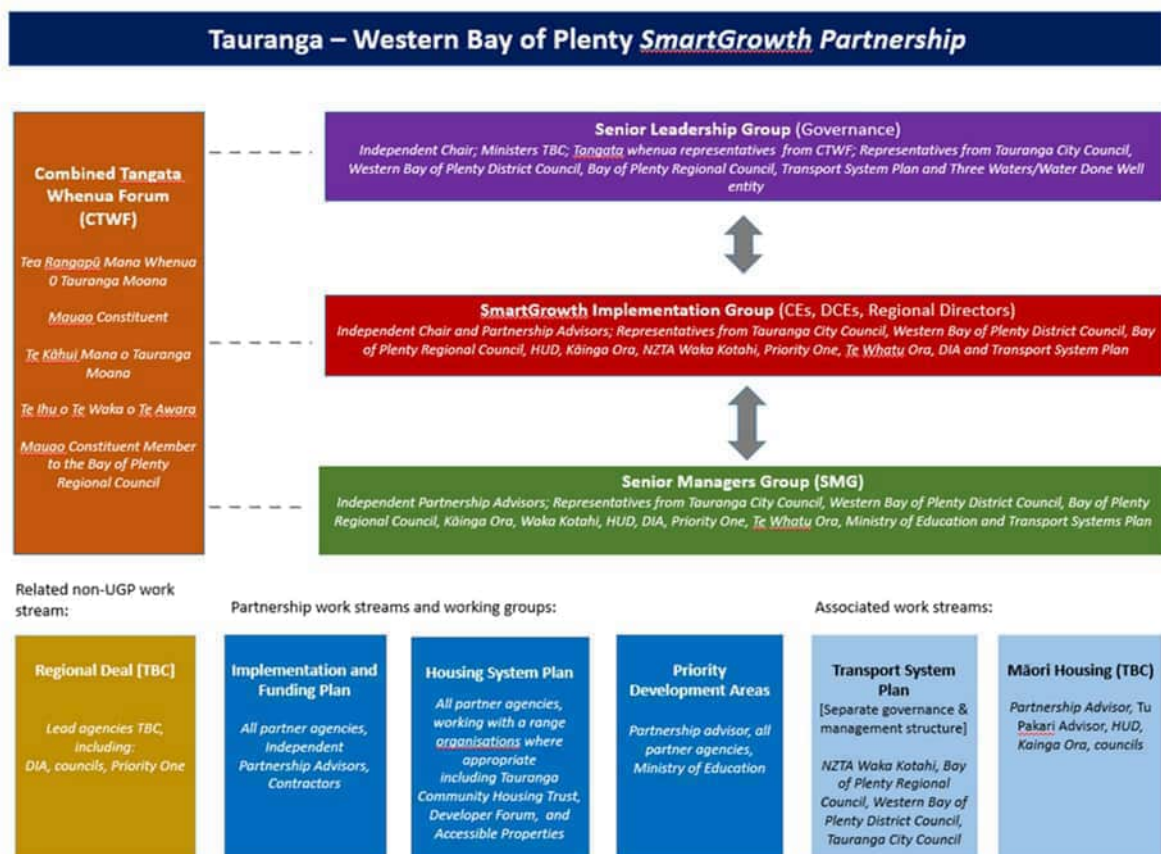 Tauranga – Western Bay of Plenty SmartGrowth Partnership
Combined Tangata
Whenua Forum
(CTWF)
Tea Rangapū Mana Whenua
O Tauranga Moana
Mauao Constituent
Te Kāhui Mana o Tauranga
Moana
Te Ihu o Te Waka o Te Awara
Mauao Constituent Member
to the Bay of Plenty
Regional Council
Senior Leadership Group (Governance)
Independent Chair; Ministers TBC; Tangata whenua representatives from CTWF; Representatives from Tauranga City Council,
Western Bay of Plenty District Council, Bay of Plenty Regional Council, Transport System Plan and Three Waters/Water Done Well
entity
SmartGrowth Implementation Group (CEs, DCEs, Regional Directors)
Independent Chair and Partnership Advisors; Representatives from Tauranga City Council, Western Bay of Plenty District Council, Bay
of Plenty Regional Council, HUD, Kāinga Ora, NZTA Waka Kotahi, Priority One, Te Whatu Ora, DIA and Transport System Plan
Senior Managers Group (SMG)
Independent Partnership Advisors; Representatives from Tauranga City Council, Western Bay of Plenty District Council, Bay of Plenty
Regional Council, Kāinga Ora, Waka Kotahi, HUD, DIA, Priority One, Te Whatu Ora, Ministry of Education and Transport Systems Plan
Related non-UGP work
stream:
Regional Deal [TBC]
Lead agencies TBC,
including:
DIA, councils, Priority One
Partnership work streams and working groups:
Implementation and
Funding Plan
All partner agencies,
Independent
Partnership Advisors,
Contractors
Housing System Plan
All partner agencies,
working with a range
organisations where
appropriate
including Tauranga
Community Housing Trust,
Developer Forum, and
Accessible Properties
Priority
Development Areas
Partnership advisor, all
partner agencies,
Ministry of Education
Associated work streams:
Transport System
Plan
[Separate governance &
management structure]
NZTA Waka Kotahi, Bay
of Plenty Regional
Council, Western Bay of
Plenty District Council,
Tauranga City Council
Māori Housing (TBC)
Partnership Advisor, Tu
Pakari Advisor, HUD,
Kainga Ora, councils